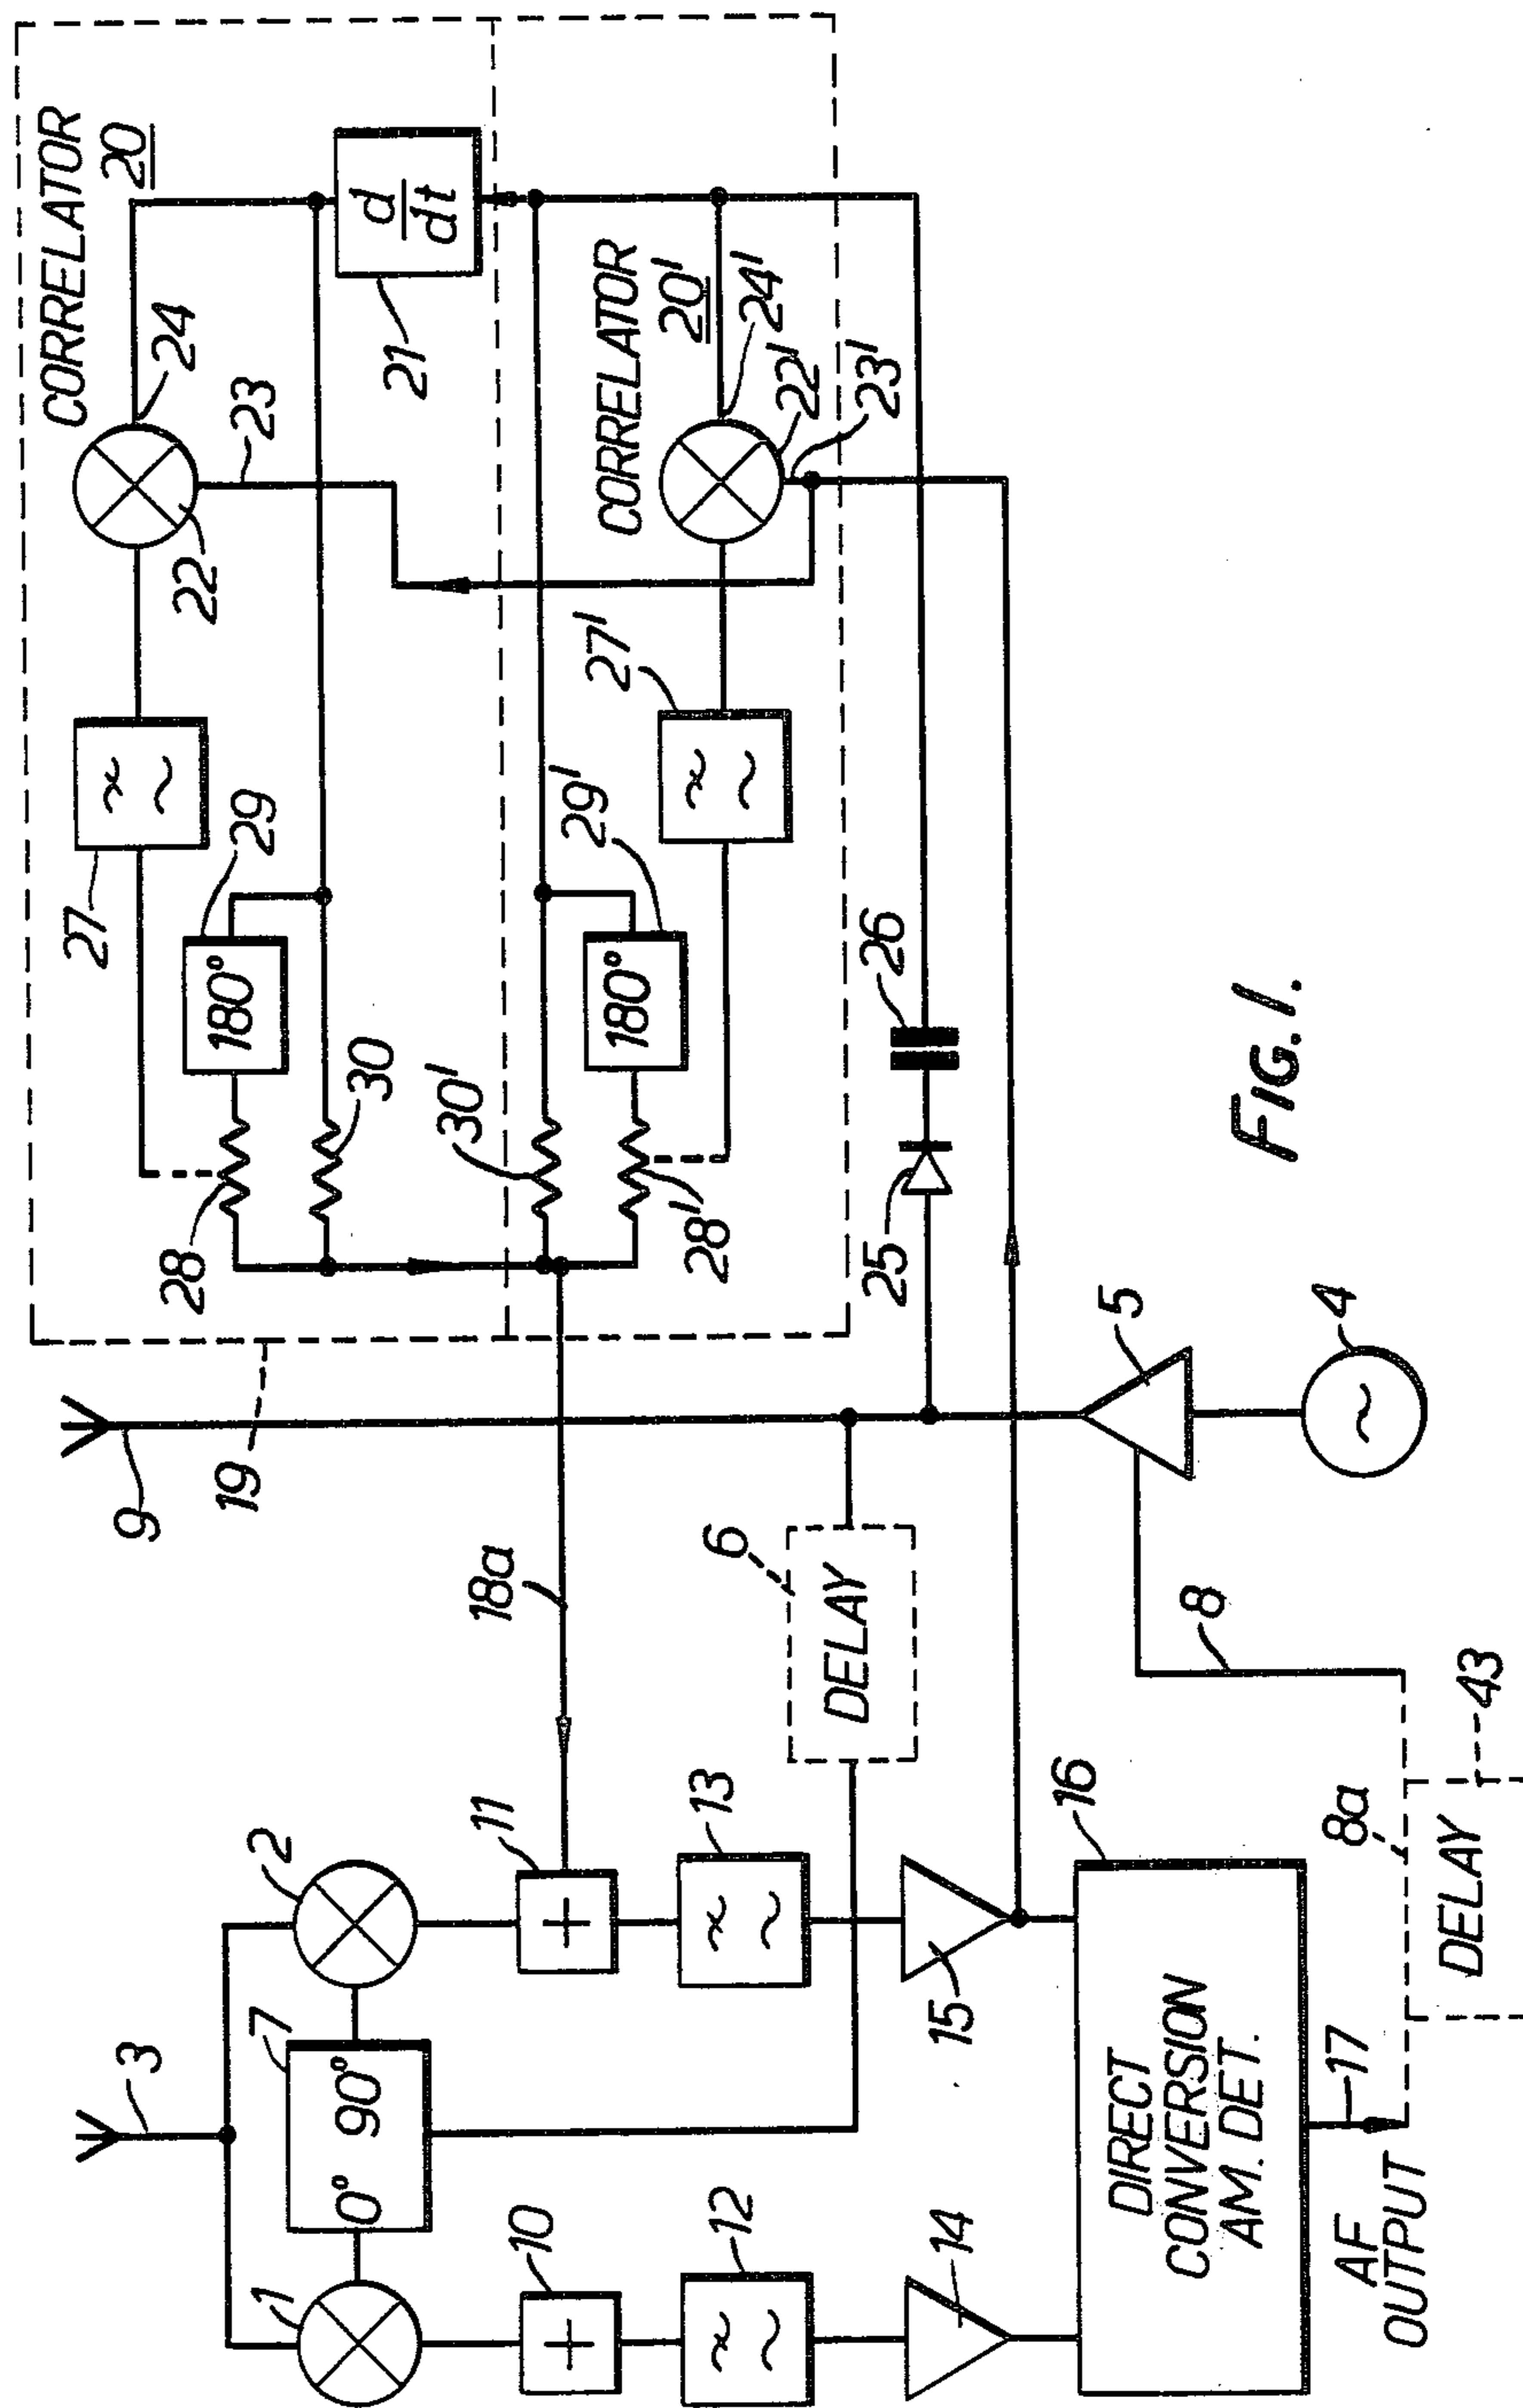 CORRELATOR
20
24
23
22
27
29
180°
28
30
d
dt
21
CORRELATOR
20'
24'
22'
23'
27'
29'
180°
30'
28'
26
25
19
9
18a
5
4
6
DELAY
8
3
2
7
0° 90°
1
11
10
13
12
15
14
16
DIRECT
CONVERSION
AM. DET.
17
AF
OUTPUT
8a
DELAY
43
FIG. 1.